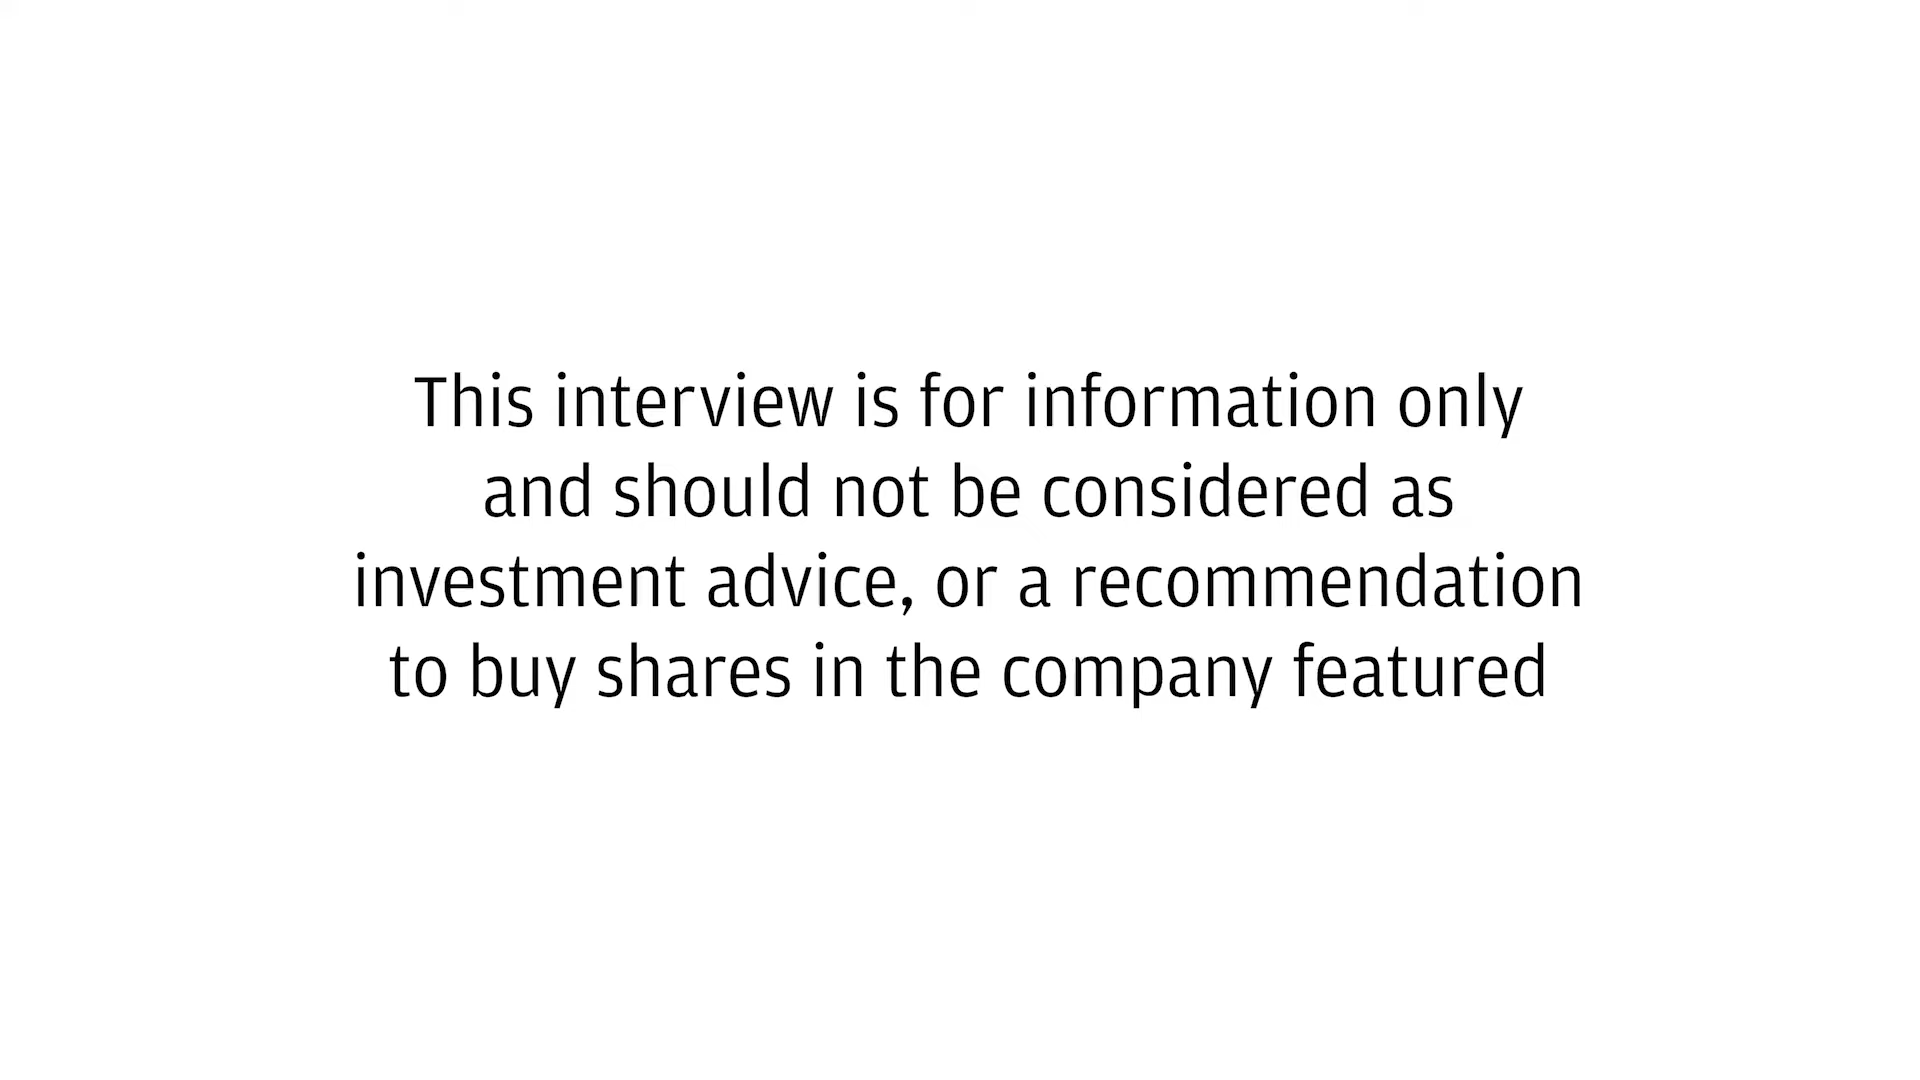 This interview is for information only
and should not be considered as
investment advice, or a recommendation
to buy shares in the company featured